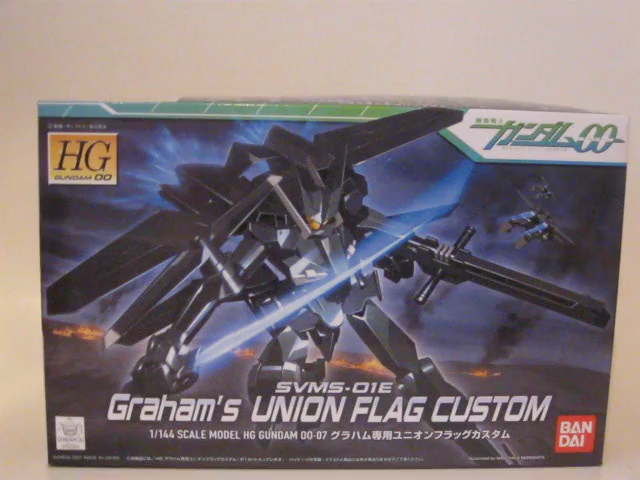 HG
GUNDAM 00
機動戦士
ガンダム00
SVMS-01E
Graham's UNION FLAG CUSTOM
1/144 SCALE MODEL HG GUNDAM 00-07 グラハム専用ユニオンフラッグカスタム
BAN
DAI